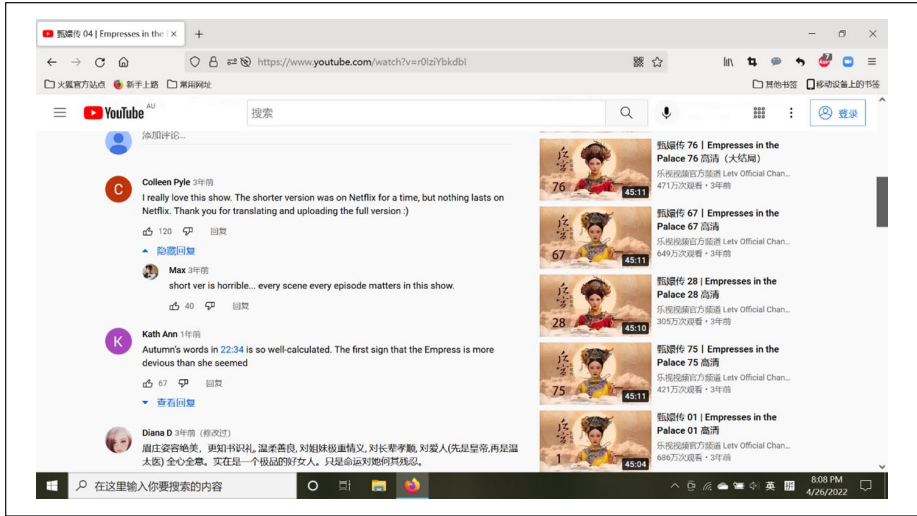 甄嬛传 04 | Empresses in the
https://www.youtube.com/watch?v=r0lziYbkdbI
火狐官方站点 新手上路 常用网址
其他书签 移动设备上的书签
YouTube AU
搜索
登录
添加评论...
Colleen Pyle 3年前
I really love this show. The shorter version was on Netflix for a time, but nothing lasts on
Netflix. Thank you for translating and uploading the full version :)
120 回复
隐藏回复
Max 3年前
short ver is horrible... every scene every episode matters in this show.
40 回复
K
Kath Ann 1年前
Autumn's words in 22:34 is so well-calculated. The first sign that the Empress is more
devious than she seemed
67 回复
查看回复
Diana D 3年前 (修改过)
眉庄姿容绝美，更知书识礼, 温柔善良, 对姐妹极重情义, 对长辈孝顺, 对爱人(先是皇帝,再是温
太医) 全心全意。实在是一个极品的好女人。只是命运对她何其残忍。
76
45:11
甄嬛传 76 | Empresses in the
Palace 76 高清（大结局）
乐视视频官方频道 Letv Official Chan...
471万次观看 • 3年前
67
45:11
甄嬛传 67 | Empresses in the
Palace 67 高清
乐视视频官方频道 Letv Official Chan...
649万次观看 • 3年前
28
45:10
甄嬛传 28 | Empresses in the
Palace 28 高清
乐视视频官方频道 Letv Official Chan...
305万次观看 • 3年前
75
45:11
甄嬛传 75 | Empresses in the
Palace 75 高清
乐视视频官方频道 Letv Official Chan...
421万次观看 • 3年前
1
45:04
甄嬛传 01 | Empresses in the
Palace 01 高清
乐视视频官方频道 Letv Official Chan...
686万次观看 • 3年前
在这里输入你要搜索的内容
英
8:08 PM
4/26/2022